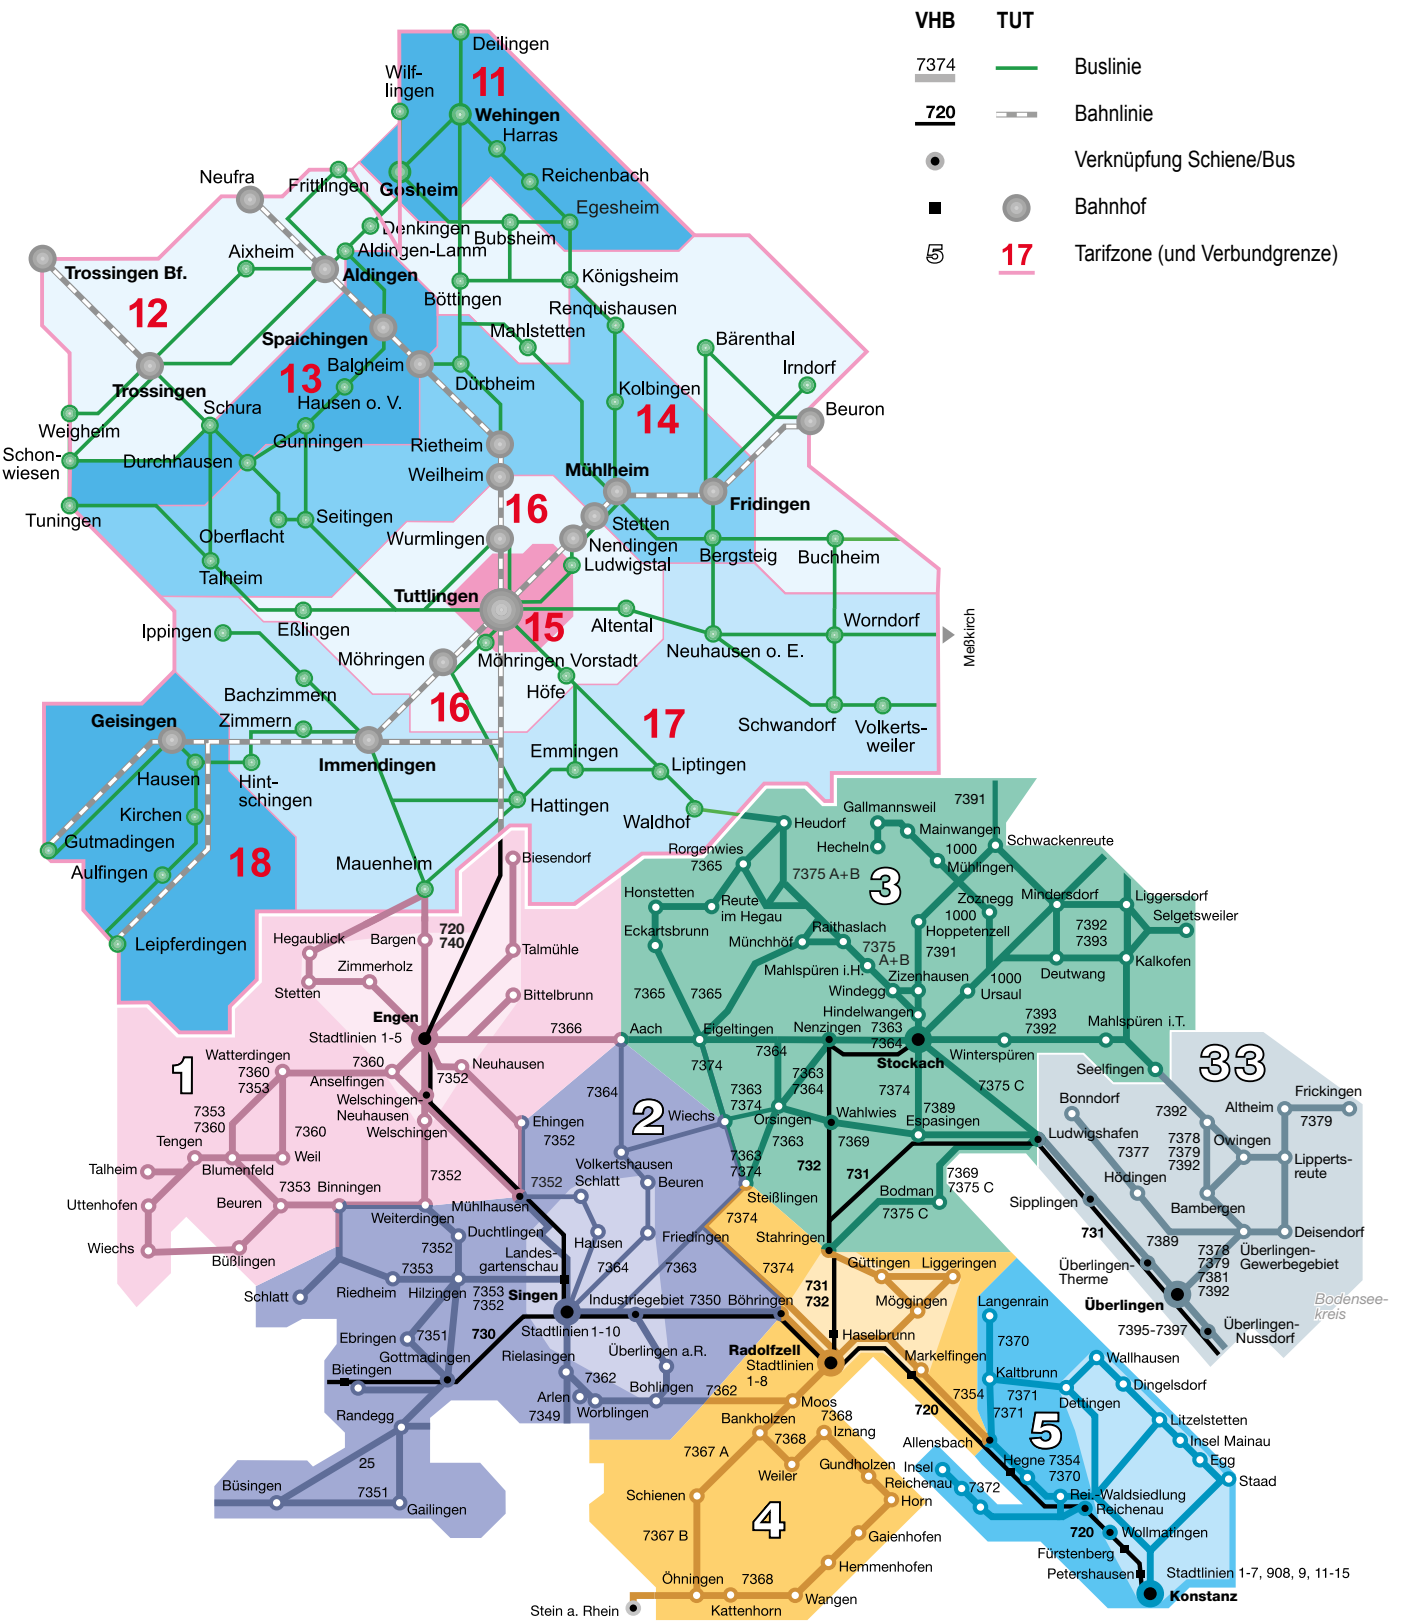 VHB TUT
7374 Buslinie
720 Bahnlinie
Verknüpfung Schiene/Bus
Bahnhof
5 17 Tarifzone (und Verbundgrenze)
Deilingen
Wilf-
lingen
11
Wehingen
Harras
Neufra
Frittlingen
Gosheim
Reichenbach
Egesheim
Denkingen
Bubsheim
Aixheim
Aldingen-Lamm
Trossingen Bf.
Aldingen
Königsheim
12
Böttingen
Renquishausen
Spaichingen
Mahlstetten
Bärenthal
13
Balgheim
Irndorf
Trossingen
Dürbheim
Kolbingen
Schura
Hausen o. V.
14
Beuron
Weigheim
Gunningen
Rietheim
Schon-
wiesen
Durchhausen
Weilheim
Mühlheim
16
Fridingen
Tuningen
Seitingen
Stetten
Oberflacht
Wurmlingen
Nendingen
Bergsteig
Buchheim
Ludwigstal
Talheim
Tuttlingen
15
Altental
Worndorf
Ippingen
Eßlingen
Neuhausen o. E.
Meßkirch
Möhringen
Möhringen Vorstadt
Höfe
Bachzimmern
16
17
Geisingen
Zimmern
Schwandorf
Volkerts-
weiler
Immendingen
Emmingen
Liptingen
Hausen
Hint-
schingen
Kirchen
Hattingen
Waldhof
Gutmadingen
18
Mauenheim
Aulfingen
Leipferdingen
Gallmannsweil
7391
Heudorf
Mainwangen
Schwackenreute
Hecheln
1000
Mühlingen
Biesendorf
Rorgenwies
7365
7375 A+B
3
Honstetten
Reute
im Hegau
Zoznegg
1000
Mindersdorf
Liggersdorf
Selgetsweiler
Eckartsbrunn
Raithaslach
Hoppetenzell
7392
7393
720
740
Hegaublick
Bargen
Talmühle
Münchhöf
7375
A+B
7391
Kalkofen
Zimmerholz
Mahlspüren i.H.
Zizenhausen
Deutwang
Stetten
Bittelbrunn
7365
7365
Windegg
1000
Ursaul
Engen
Hindelwangen
7393
7392
Stadtlinien 1-5
7366
Aach
Eigeltingen
Nenzingen
7363
7364
Mahlspüren i.T.
1
Watterdingen
7360
7353
7360
Neuhausen
7364
Stockach
Winterspüren
33
Anselfingen
7352
7374
7363
7364
Seelfingen
Welschingen-
Neuhausen
7364
7374
7375 C
Frickingen
7353
7360
Welschingen
2
7363
7374
7389
Bonndorf
7392
Altheim
7379
Tengen
7360
Ehingen
7352
Wiechs
Orsingen
Wahlwies
Espasingen
7378
7379
7392
Owingen
Talheim
Blumenfeld
Weil
7363
7369
Ludwigshafen
7377
Lipperts-
reute
Volkertshausen
7363
7374
732
731
7369
7375 C
Hödingen
Uttenhofen
7353
Binningen
7352
7352
Schlatt
Beuren
Steißlingen
Bodman
Sipplingen
Bambergen
Beuren
Weiterdingen
Mühlhausen
7374
7375 C
731
7389
Deisendorf
Wiechs
Büßlingen
Duchtlingen
7352
Landes-
gartenschau
Hausen
Friedingen
Stahringen
7378
7379
7381
7392
Überlingen-
Gewerbegebiet
7353
7364
7363
7374
Güttingen
Liggeringen
Überlingen-
Therme
Schlatt
Riedheim
Hilzingen
7353
7352
Singen
Industriegebiet
7350
Böhringen
731
732
Möggingen
Langenrain
Überlingen
Bodensee-
kreis
Ebringen
7351
730
Stadtlinien 1-10
Haselbrunn
7370
7395-7397
Überlingen-
Nussdorf
Gottmadingen
Rielasingen
Überlingen a.R.
Radolfzell
Stadtlinien
1-8
Markelfingen
Kaltbrunn
Wallhausen
Bietingen
7362
7354
7371
Dingelsdorf
Arlen
Bohlingen
7362
Moos
720
7371
Dettingen
Randegg
7349
Worblingen
Bankholzen
7368
Iznang
5
Litzelstetten
7367 A
7368
Allensbach
Insel Mainau
25
Weiler
Gundholzen
Insel
Reichenau
Hegne
7354
7370
Egg
Büsingen
7351
Schienen
7372
Staad
Gailingen
Horn
Rei.-Waldsiedlung
Reichenau
4
7367 B
Gaienhofen
720
Wollmatingen
Hemmenhofen
Fürstenberg
Öhningen
7368
Petershausen
Stadtlinien 1-7, 908, 9, 11-15
Stein a. Rhein
Kattenhorn
Wangen
Konstanz